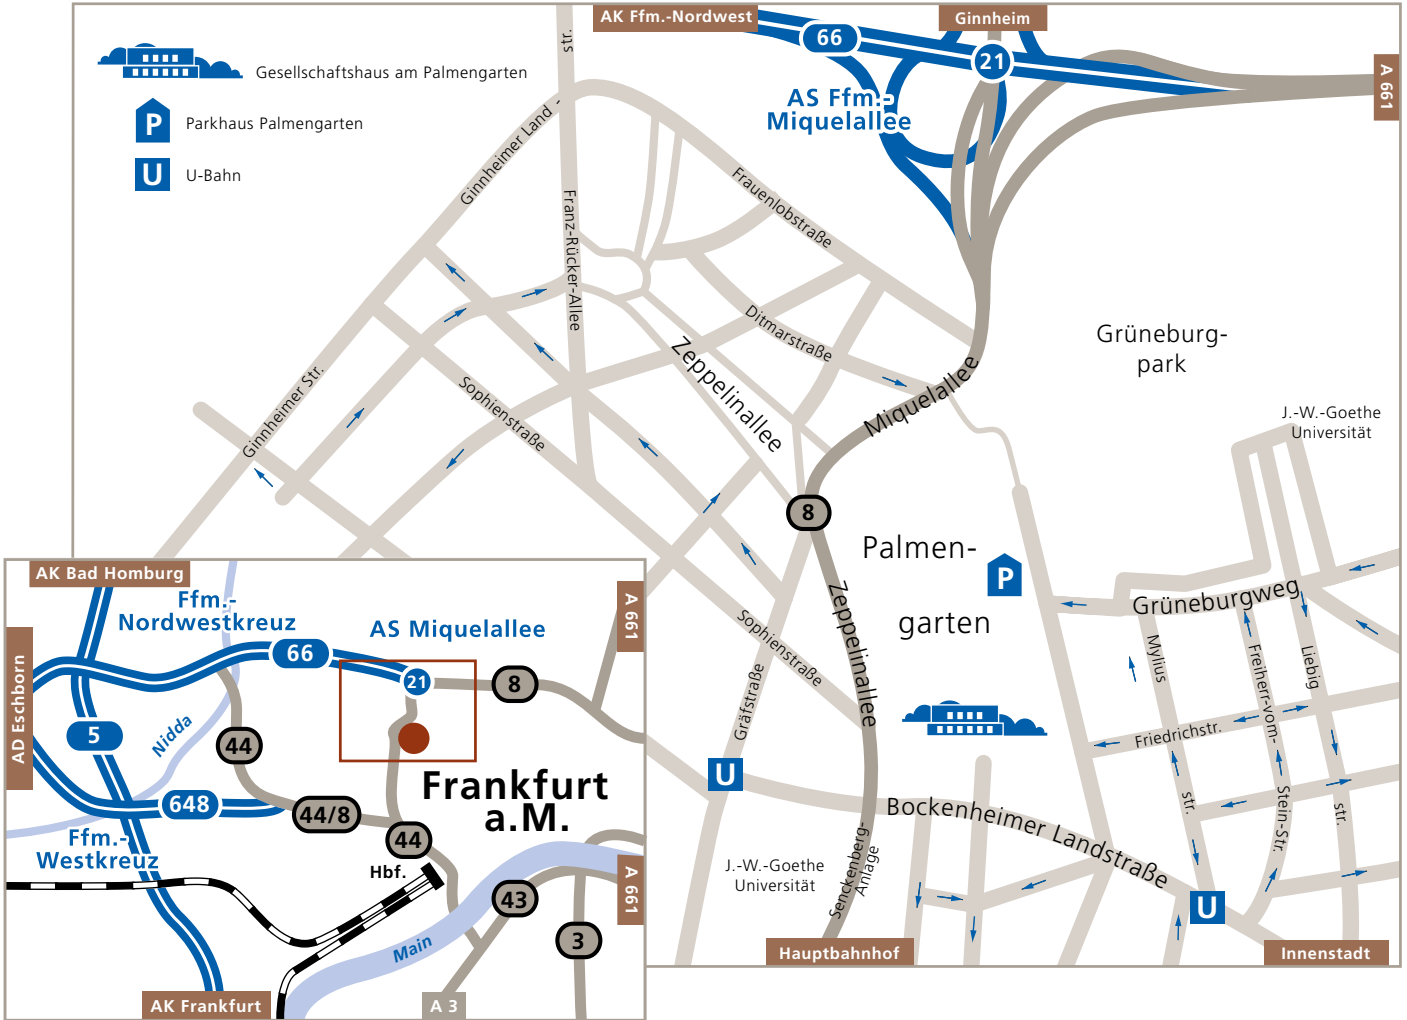 AK Ffm.-Nordwest
Ginnheim
66
21
A 661
AS Ffm.-
Miquelallee
Gesellschaftshaus am Palmengarten
P
Parkhaus Palmengarten
U
U-Bahn
Ginnheimer Land -
str.
Franz-Rücker-Allee
Frauenlobstraße
Ditmarstraße
Zeppelinallee
Miquelallee
Ginnheimer Str.
Sophienstraße
Grüneburg-
park
J.-W.-Goethe
Universität
8
Palmen-
garten
P
Zeppelinallee
Sophienstraße
Gräfstraße
Grüneburgweg
Mylius
str.
Freiherr-vom-
Stein-Str.
Liebig
str.
Friedrichstr.
U
Bockenheimer Landstraße
J.-W.-Goethe
Universität
Senckenberg-
Anlage
U
Hauptbahnhof
Innenstadt
AK Bad Homburg
Ffm.-
Nordwestkreuz
AS Miquelallee
A 661
66
21
8
AD Eschborn
5
Nidda
44
648
44/8
44
Frankfurt
a.M.
Ffm.-
Westkreuz
Hbf.
43
A 661
3
Main
AK Frankfurt
A 3